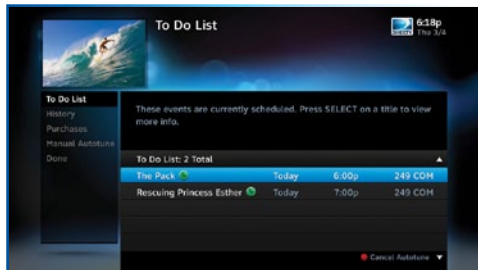 To Do List
DIRECTV
6:18p
Thu 3/4
To Do List
History
Purchases
Manual Autotune
Done
These events are currently scheduled. Press SELECT on a title to view
more info.
To Do List: 2 Total
The Pack Today 6:00p 249 COM
Rescuing Princess Esther Today 7:00p 249 COM
Cancel Autotune